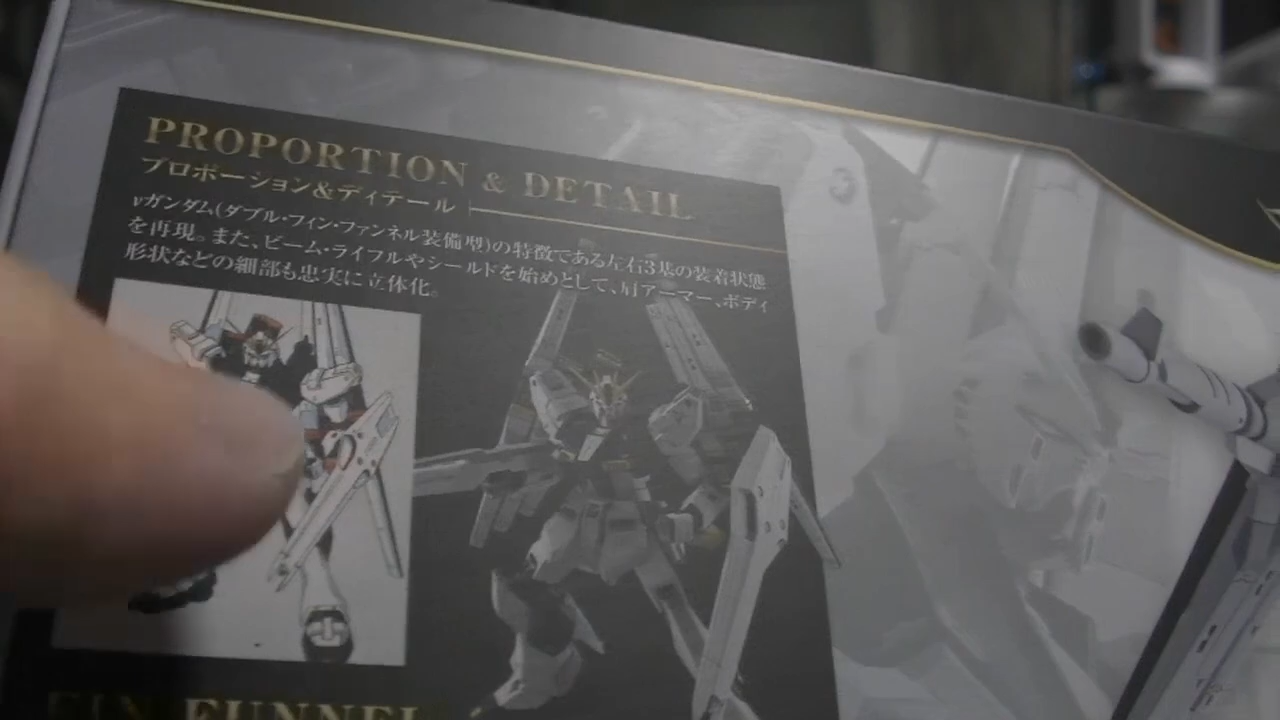 PROPORTION & DETAIL
プロポーション&ディテール
νガンダム(ダブル・フィン・ファンネル装備型)の特徴である左右3基の装着状態
を再現。また、ビーム・ライフルやシールドを始めとして、肩アーマー、ボディ
形状などの細部も忠実に立体化。
FIN FUNNEL